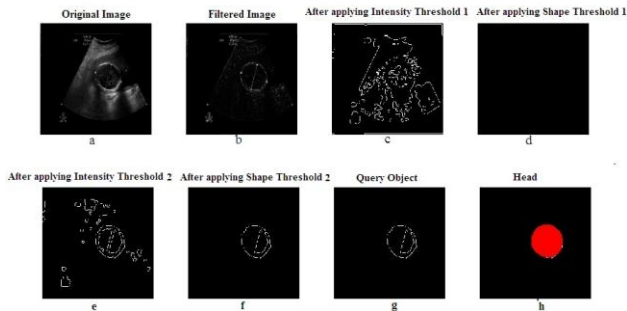 Original Image
Filtered Image
After applying Intensity Threshold 1
After applying Shape Threshold 1
a
b
c
d
After applying Intensity Threshold 2
After applying Shape Threshold 2
Query Object
Head
e
f
g
h